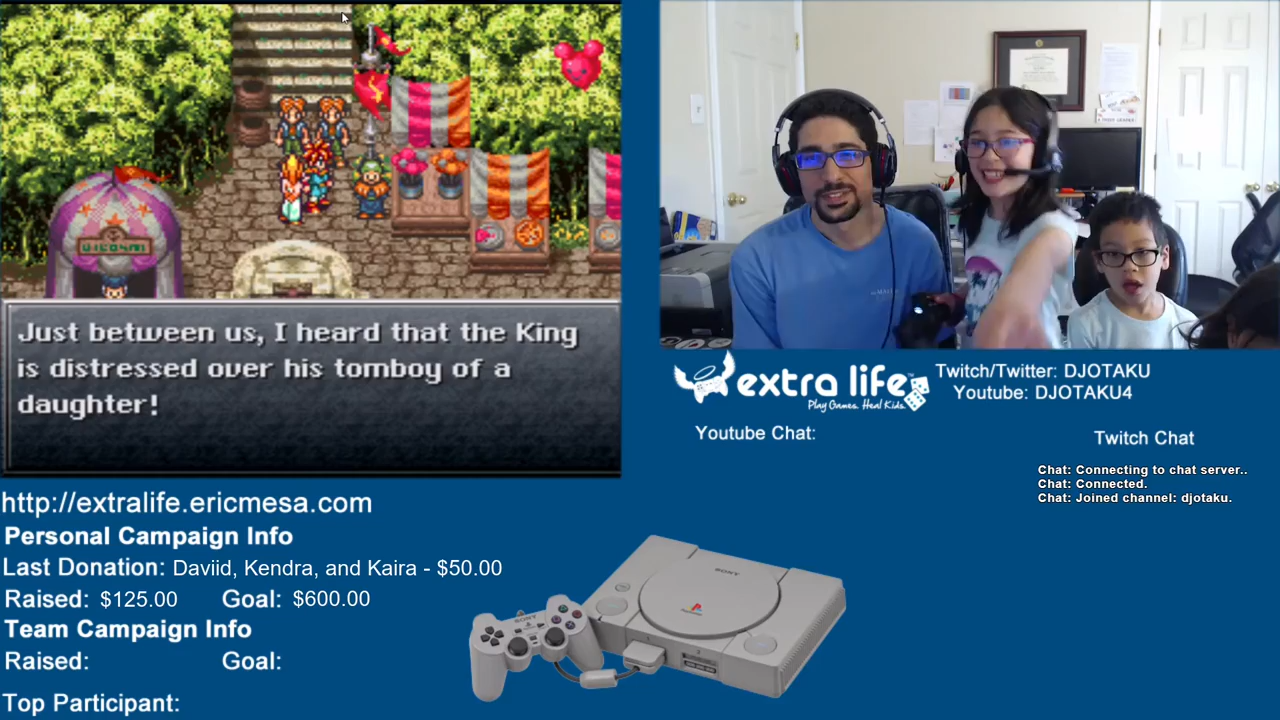 Just between us, I heard that the King
is distressed over his tomboy of a
daughter!
extra life
Play Games. Heal Kids.
Twitch/Twitter: DJOTAKU
Youtube: DJOTAKU4
Youtube Chat:
Twitch Chat
Chat: Connecting to chat server..
Chat: Connected.
Chat: Joined channel: djotaku.
http://extralife.ericmesa.com
Personal Campaign Info
Last Donation: Daviid, Kendra, and Kaira - $50.00
Raised: $125.00 Goal: $600.00
Team Campaign Info
Raised: Goal:
Top Participant:
SONY
SONY